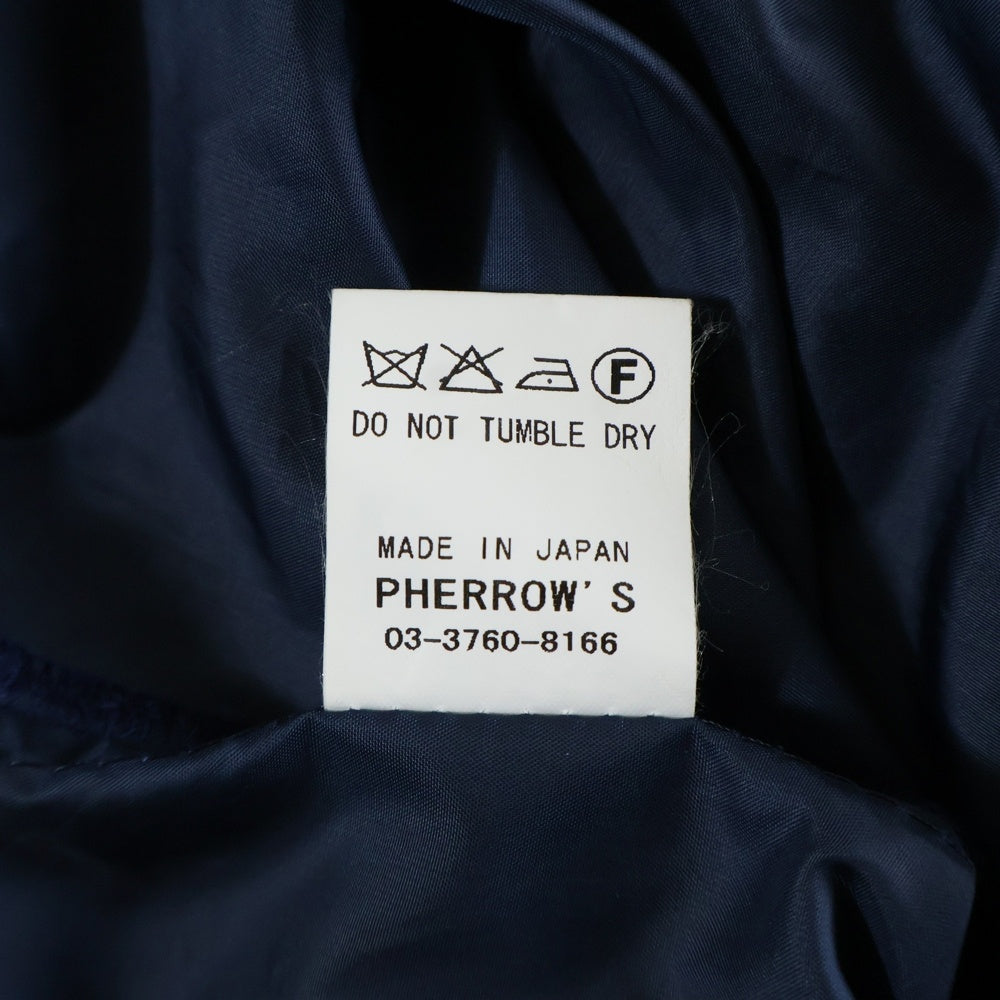 F
DO NOT TUMBLE DRY
MADE IN JAPAN
PHERROW'S
03-3760-8166